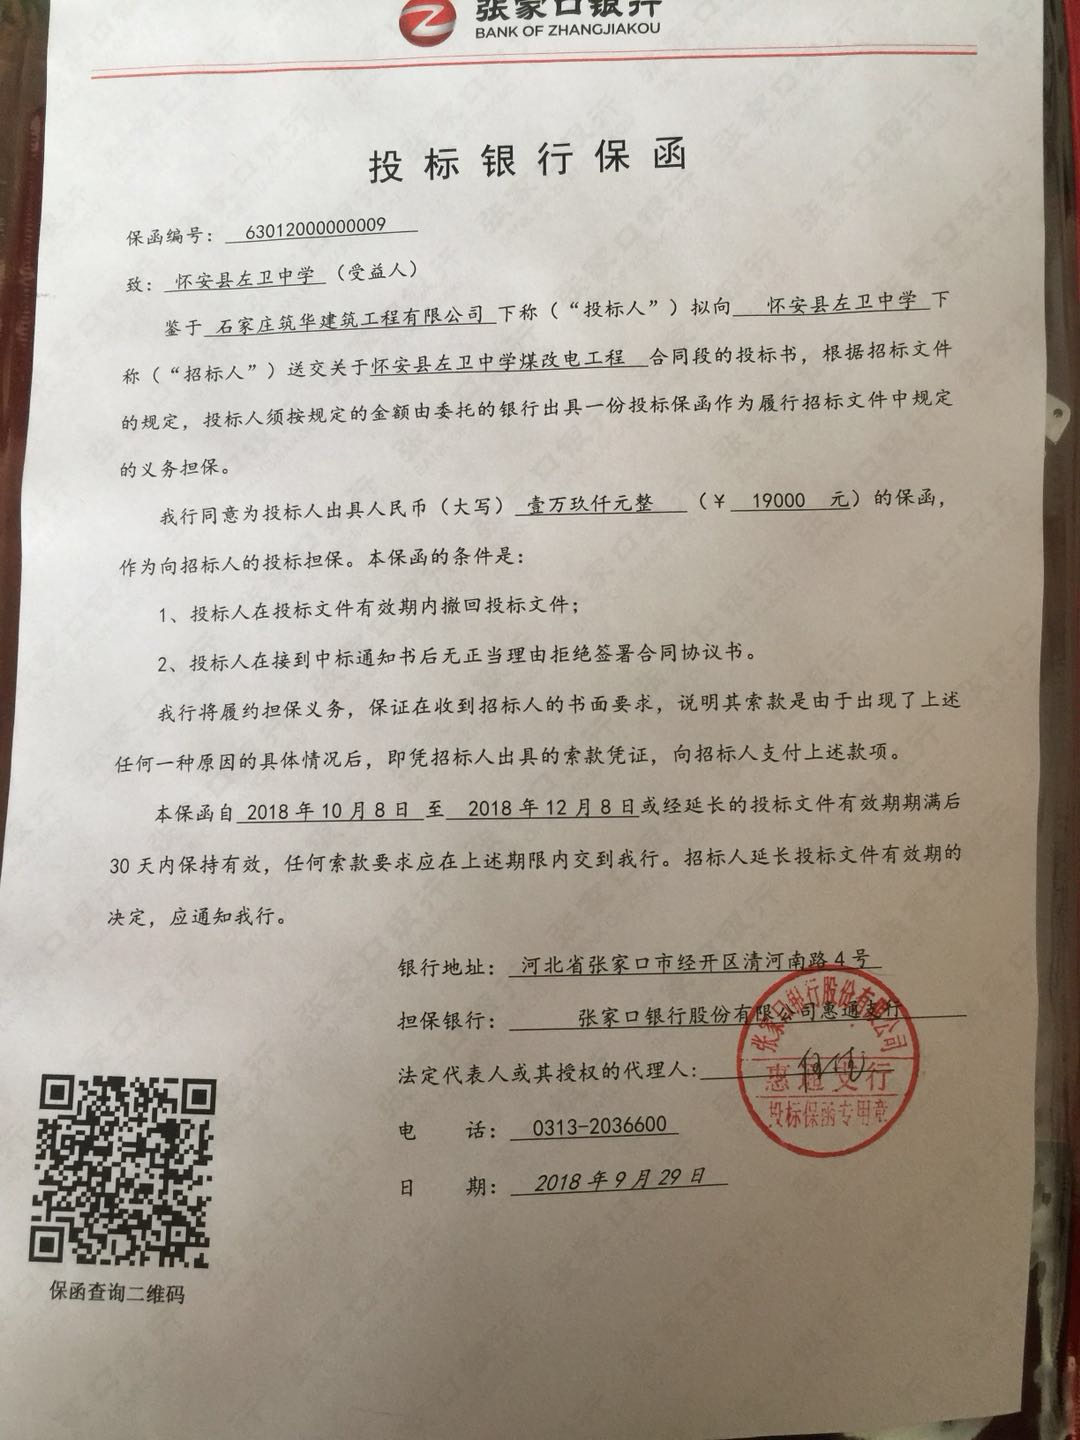 张家口银行
BANK OF ZHANGJIAKOU
投标银行保函
保函编号： 63012000000009
致： 怀安县左卫中学 （受益人）
鉴于 石家庄筑华建筑工程有限公司 下称（“投标人”）拟向 怀安县左卫中学 下
称（“招标人”）送交关于怀安县左卫中学煤改电工程 合同段的投标书，根据招标文件
的规定，投标人须按规定的金额由委托的银行出具一份投标保函作为履行招标文件中规定
的义务担保。
我行同意为投标人出具人民币（大写） 壹万玖仟元整 （￥ 19000 元）的保函，
作为向招标人的投标担保。本保函的条件是：
1、投标人在投标文件有效期内撤回投标文件；
2、投标人在接到中标通知书后无正当理由拒绝签署合同协议书。
我行将履约担保义务，保证在收到招标人的书面要求，说明其索款是由于出现了上述
任何一种原因的具体情况后，即凭招标人出具的索款凭证，向招标人支付上述款项。
本保函自 2018 年 10 月 8 日 至 2018 年 12 月 8 日或经延长的投标文件有效期期满后
30 天内保持有效，任何索款要求应在上述期限内交到我行。招标人延长投标文件有效期的
决定，应通知我行。
银行地址： 河北省张家口市经开区清河南路 4 号
担保银行： 张家口银行股份有限公司惠通支行
法定代表人或其授权的代理人：
电 话： 0313-2036600
日 期： 2018 年 9 月 29 日
张家口银行股份有限公司
惠通支行
投标保函专用章
保函查询二维码